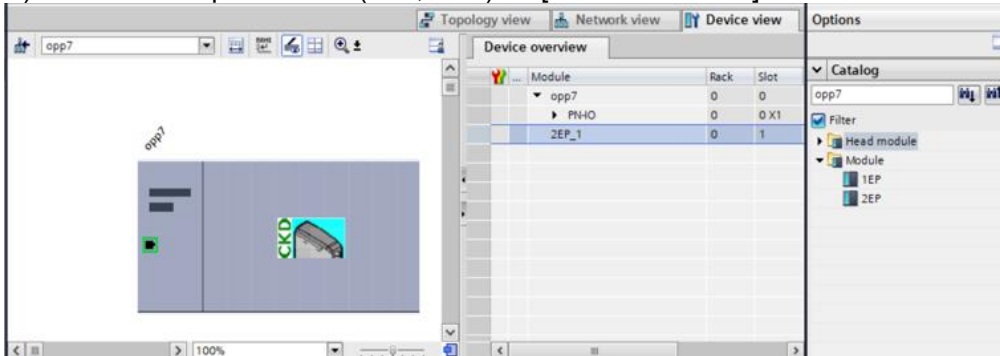 Topology view Network view Device view Options
opp7
Device overview
... Module Rack Slot
opp7 0 0
PN-IO 0 0 X1
2EP_1 0 1
Catalog
opp7
Filter
Head module
Module
1EP
2EP
opp7
CKD
100%